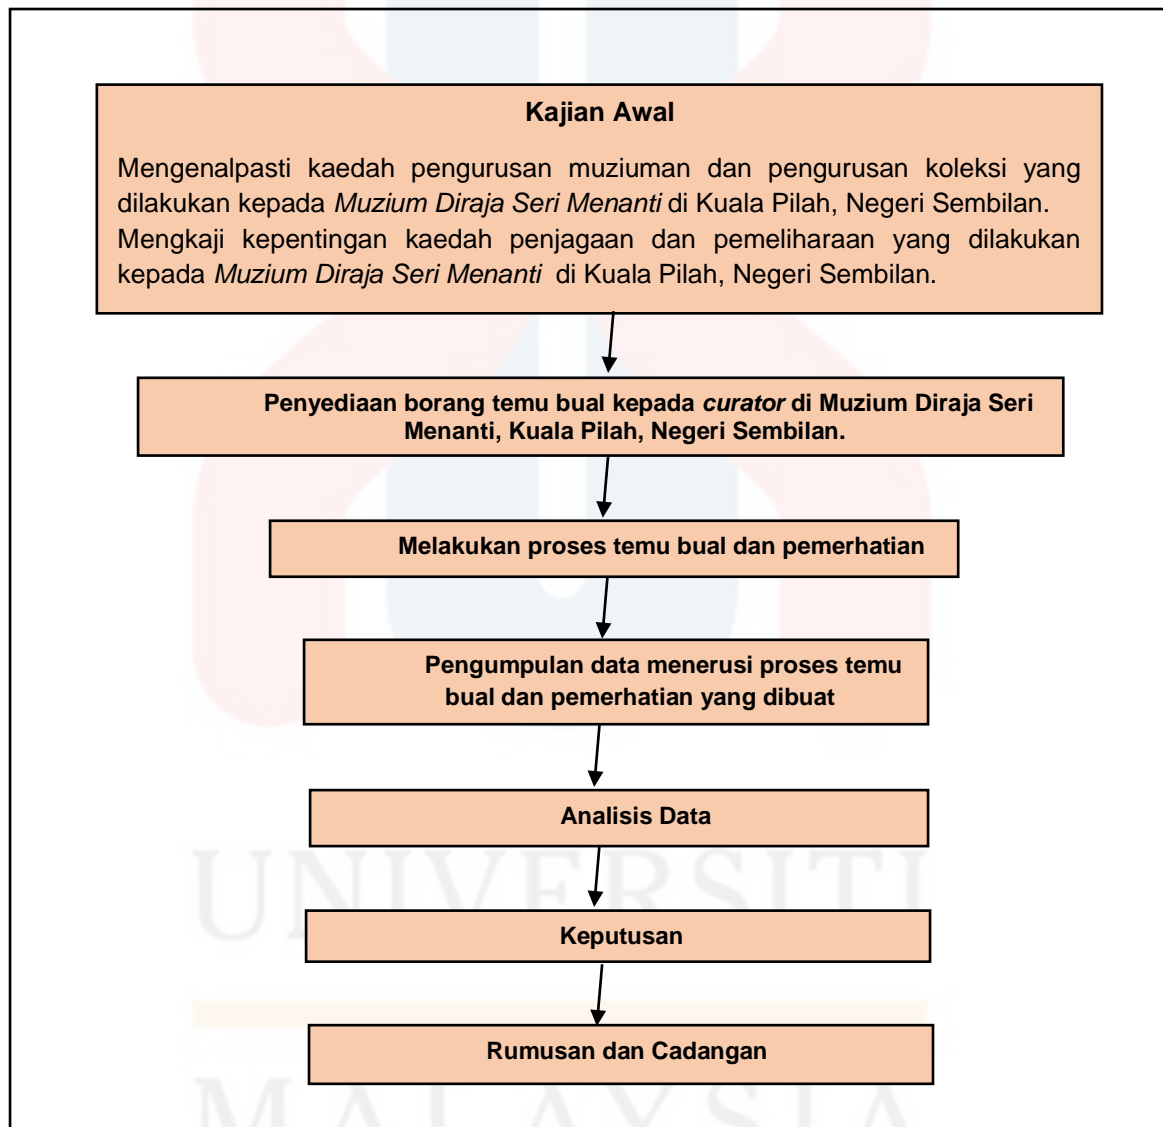 Kajian Awal
Mengenalpasti kaedah pengurusan muziuman dan pengurusan koleksi yang
dilakukan kepada Muzium Diraja Seri Menanti di Kuala Pilah, Negeri Sembilan.
Mengkaji kepentingan kaedah penjagaan dan pemeliharaan yang dilakukan
kepada Muzium Diraja Seri Menanti di Kuala Pilah, Negeri Sembilan.
Penyediaan borang temu bual kepada curator di Muzium Diraja Seri
Menanti, Kuala Pilah, Negeri Sembilan.
Melakukan proses temu bual dan pemerhatian
Pengumpulan data menerusi proses temu
bual dan pemerhatian yang dibuat
Analisis Data
UNIVERSITI
Keputusan
Rumusan dan Cadangan
MALAYSIA